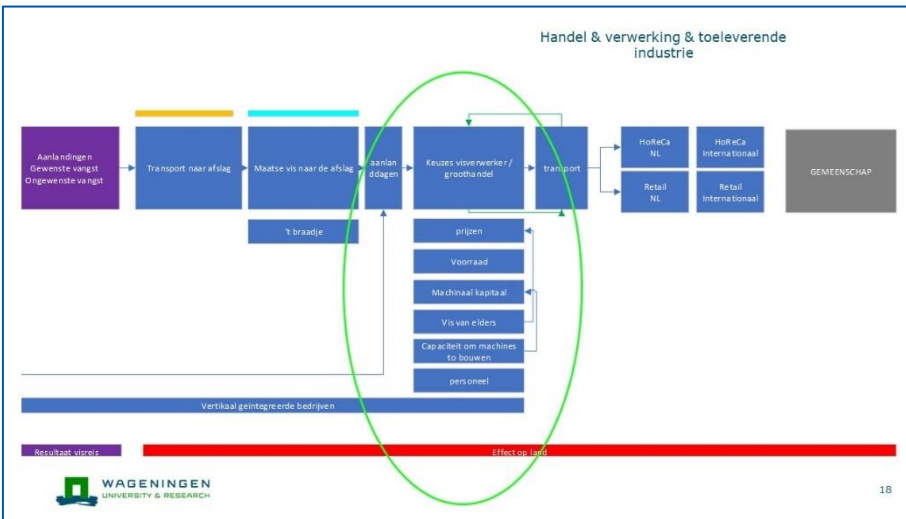 Handel & verwerking & toeleverende
industrie
Aanlandingen
Gewenste vangst
Ongewenste vangst
Transport naar afslag
Maatse vis naar de afslag
aanlan
ddagen
Keuzes visverwerker /
groothandel
transport
HoReCa
NL
HoReCa
Internationaal
Retail
NL
Retail
Internationaal
GEMEENSCHAP
't braadje
prijzen
Voorraad
Machinaal kapitaal
Vis van elders
Capaciteit om machines
to bouwen
personeel
Vertikaal geïntegreerde bedrijven
Resultaat visreis
Effect op land
WAGENINGEN
UNIVERSITY & RESEARCH
18